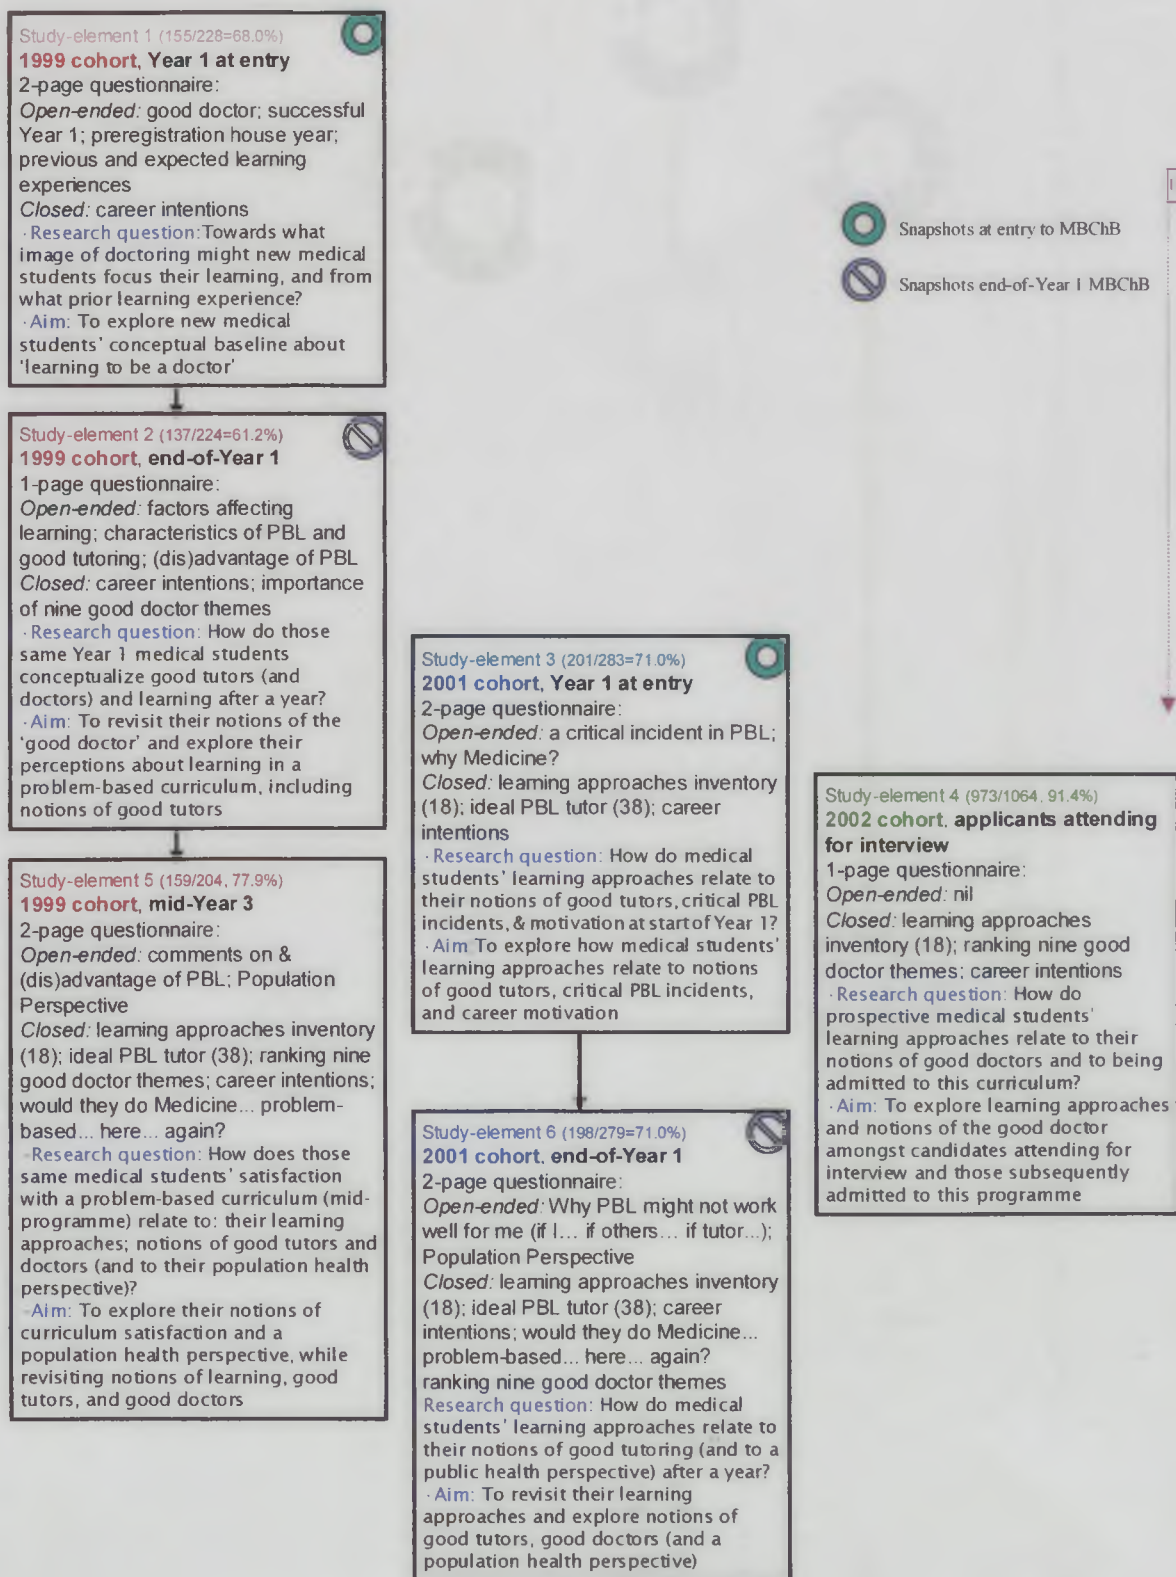 Study-element 1 (155/228=68.0%)
1999 cohort, Year 1 at entry
2-page questionnaire:
Open-ended: good doctor; successful
Year 1; preregistration house year;
previous and expected learning
experiences
Closed: career intentions
·Research question:Towards what
image of doctoring might new medical
students focus their learning, and from
what prior learning experience?
·Aim: To explore new medical
students' conceptual baseline about
'learning to be a doctor'
Snapshots at entry to MBChB
Snapshots end-of-Year 1 MBChB
Study-element 2 (137/224=61.2%)
1999 cohort, end-of-Year 1
1-page questionnaire:
Open-ended: factors affecting
learning; characteristics of PBL and
good tutoring; (dis)advantage of PBL
Closed: career intentions; importance
of nine good doctor themes
·Research question: How do those
same Year 1 medical students
conceptualize good tutors (and
doctors) and learning after a year?
·Aim: To revisit their notions of the
'good doctor' and explore their
perceptions about learning in a
problem-based curriculum, including
notions of good tutors
Study-element 5 (159/204, 77.9%)
1999 cohort, mid-Year 3
2-page questionnaire:
Open-ended: comments on &
(dis)advantage of PBL; Population
Perspective
Closed: learning approaches inventory
(18); ideal PBL tutor (38); ranking nine
good doctor themes; career intentions;
would they do Medicine... problem-
based... here... again?
·Research question: How does those
same medical students' satisfaction
with a problem-based curriculum (mid-
programme) relate to: their learning
approaches; notions of good tutors and
doctors (and to their population health
perspective)?
·Aim: To explore their notions of
curriculum satisfaction and a
population health perspective, while
revisiting notions of learning, good
tutors, and good doctors
Study-element 3 (201/283=71.0%)
2001 cohort, Year 1 at entry
2-page questionnaire:
Open-ended: a critical incident in PBL;
why Medicine?
Closed: learning approaches inventory
(18); ideal PBL tutor (38); career
intentions
·Research question: How do medical
students' learning approaches relate to
their notions of good tutors, critical PBL
incidents, & motivation at start of Year 1?
·Aim To explore how medical students'
learning approaches relate to notions
of good tutors, critical PBL incidents,
and career motivation
Study-element 6 (198/279=71.0%)
2001 cohort, end-of-Year 1
2-page questionnaire:
Open-ended: Why PBL might not work
well for me (if I... if others... if tutor...);
Population Perspective
Closed: learning approaches inventory
(18); ideal PBL tutor (38); career
intentions; would they do Medicine...
problem-based... here... again?
ranking nine good doctor themes
Research question: How do medical
students' learning approaches relate to
their notions of good tutoring (and to a
public health perspective) after a year?
·Aim: To revisit their learning
approaches and explore notions of
good tutors, good doctors (and a
population health perspective)
Study-element 4 (973/1064, 91.4%)
2002 cohort, applicants attending
for interview
1-page questionnaire:
Open-ended: nil
Closed: learning approaches
inventory (18); ranking nine good
doctor themes; career intentions
·Research question: How do
prospective medical students'
learning approaches relate to their
notions of good doctors and to being
admitted to this curriculum?
·Aim: To explore learning approaches
and notions of the good doctor
amongst candidates attending for
interview and those subsequently
admitted to this programme